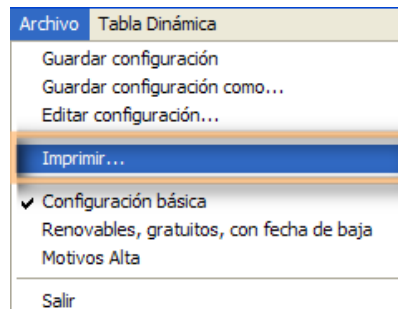 Archivo Tabla Dinámica
Guardar configuración
Guardar configuración como...
Editar configuración...
Imprimir...
Configuración básica
Renovables, gratuitos, con fecha de baja
Motivos Alta
Salir